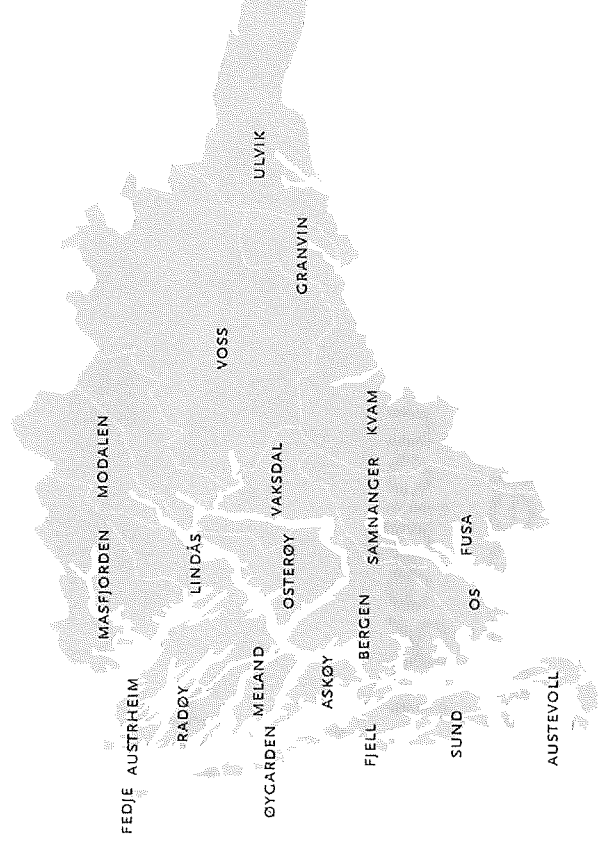 MASFJORDEN
MODALEN
FEDJE
AUSTRHEIM
LINDÅS
RADØY
VOSS
MELAND
ØYGARDEN
OSTERØY
VAKSDAL
ULVIK
GRANVIN
ASKØY
BERGEN
SAMNANGER
KVAM
FJELL
SUND
OS
FUSA
AUSTEVOLL